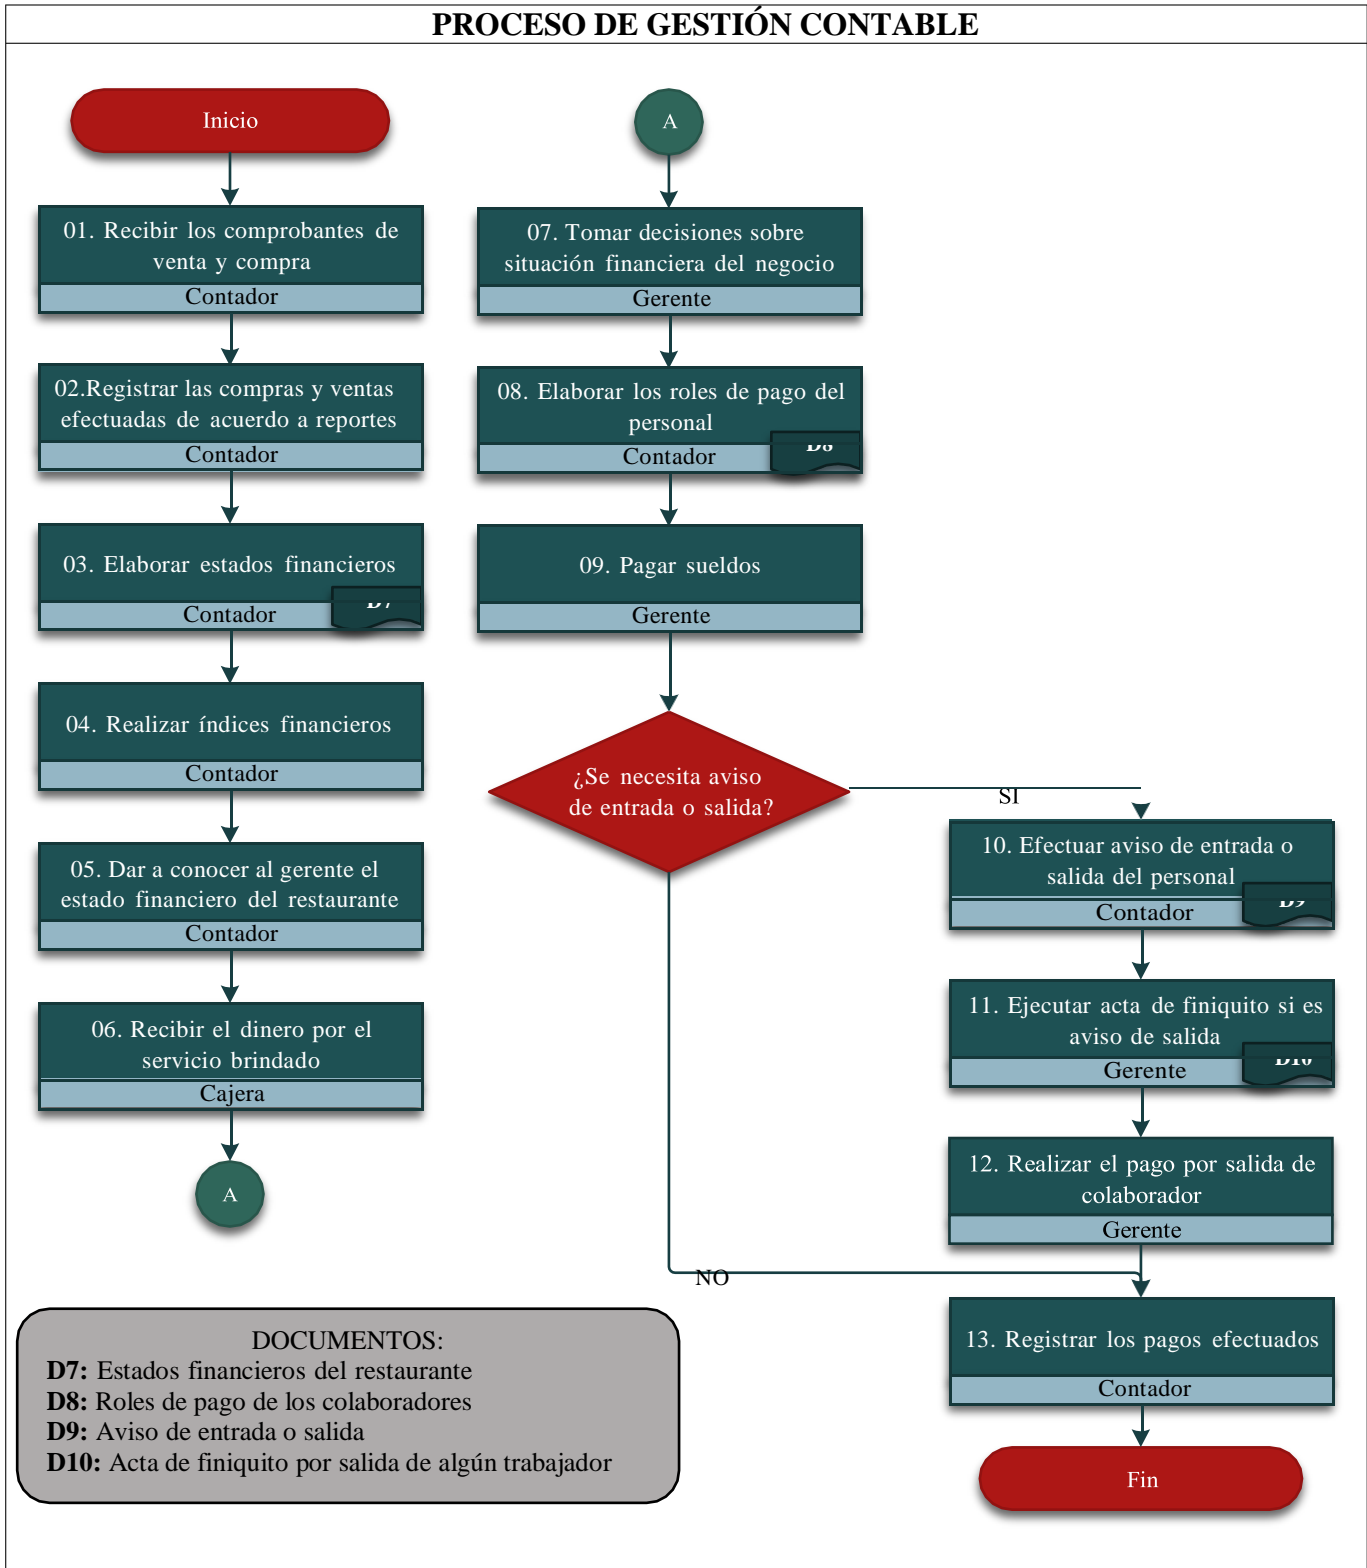 PROCESO DE GESTIÓN CONTABLE
Inicio
01. Recibir los comprobantes de
venta y compra
Contador
02.Registrar las compras y ventas
efectuadas de acuerdo a reportes
Contador
03. Elaborar estados financieros
Contador
D7
04. Realizar índices financieros
Contador
05. Dar a conocer al gerente el
estado financiero del restaurante
Contador
06. Recibir el dinero por el
servicio brindado
Cajera
A
A
07. Tomar decisiones sobre
situación financiera del negocio
Gerente
08. Elaborar los roles de pago del
personal
Contador
D8
09. Pagar sueldos
Gerente
¿Se necesita aviso
de entrada o salida?
SI
NO
10. Efectuar aviso de entrada o
salida del personal
Contador
D9
11. Ejecutar acta de finiquito si es
aviso de salida
Gerente
D10
12. Realizar el pago por salida de
colaborador
Gerente
13. Registrar los pagos efectuados
Contador
Fin
DOCUMENTOS:
D7: Estados financieros del restaurante
D8: Roles de pago de los colaboradores
D9: Aviso de entrada o salida
D10: Acta de finiquito por salida de algún trabajador